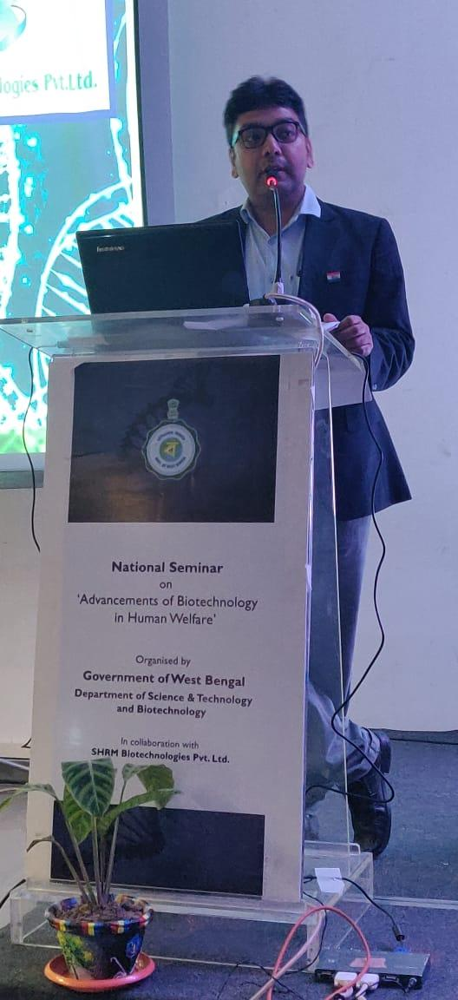 logies Pvt.Ltd.
lenovo
National Seminar
on
'Advancements of Biotechnology
in Human Welfare'
Organised by
Government of West Bengal
Department of Science & Technology
and Biotechnology
In collaboration with
SHRM Biotechnologies Pvt. Ltd.